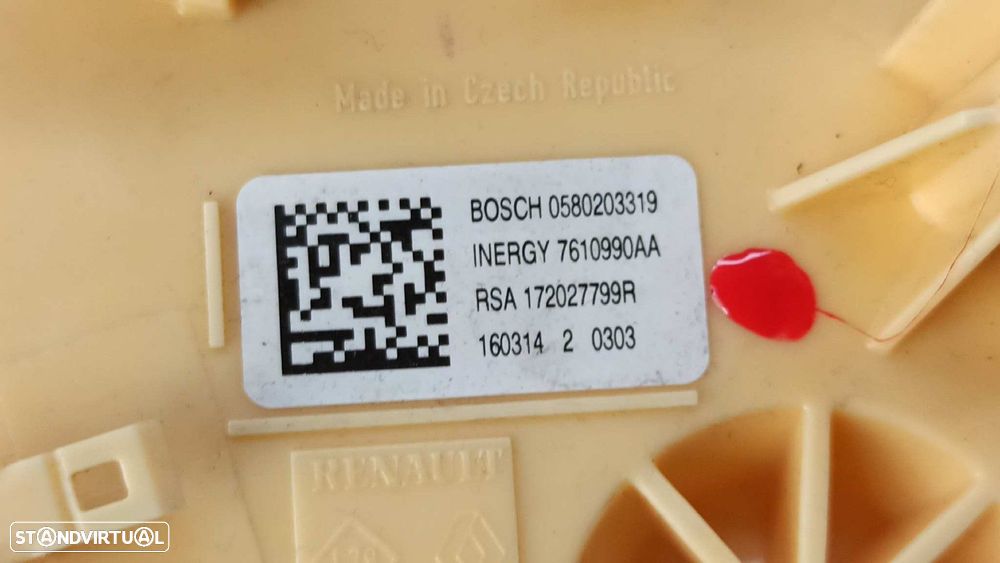 Made in Czech Republic
BOSCH 0580203319
INERGY 7610990AA
RSA 172027799R
160314 2 0303
RENAULT
STANDVIRTUAL